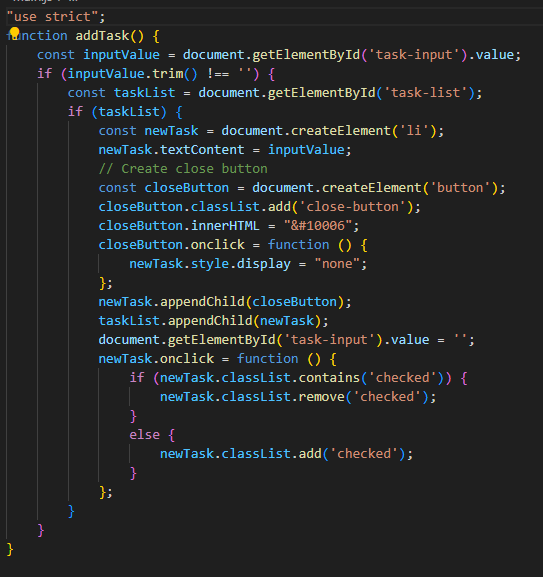 "use strict";
function addTask() {
    const inputValue = document.getElementById('task-input').value;
    if (inputValue.trim() !== '') {
        const taskList = document.getElementById('task-list');
        if (taskList) {
            const newTask = document.createElement('li');
            newTask.textContent = inputValue;
            // Create close button
            const closeButton = document.createElement('button');
            closeButton.classList.add('close-button');
            closeButton.innerHTML = "&#10006";
            closeButton.onclick = function () {
                newTask.style.display = "none";
            };
            newTask.appendChild(closeButton);
            taskList.appendChild(newTask);
            document.getElementById('task-input').value = '';
            newTask.onclick = function () {
                if (newTask.classList.contains('checked')) {
                    newTask.classList.remove('checked');
                }
                else {
                    newTask.classList.add('checked');
                }
            };
        }
    }
}